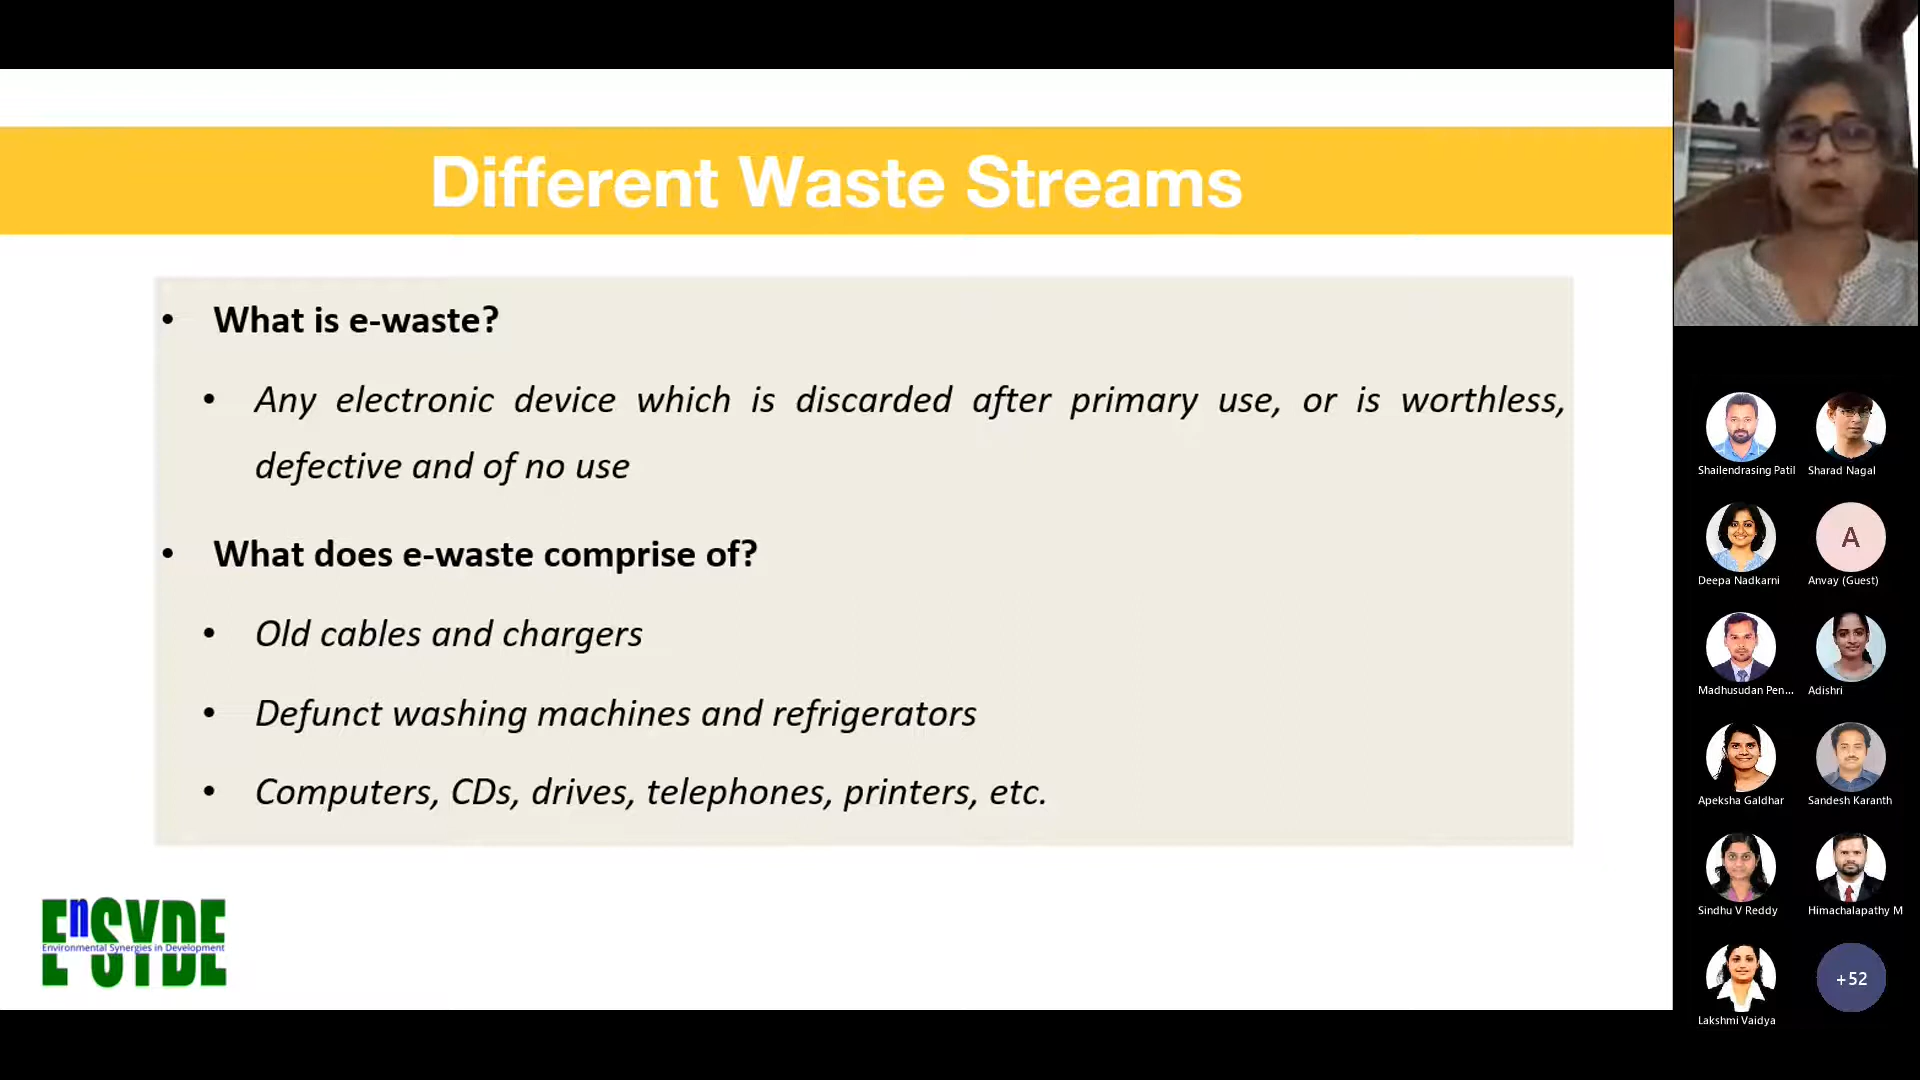 Different Waste Streams
• What is e-waste?
• Any electronic device which is discarded after primary use, or is worthless,
defective and of no use
• What does e-waste comprise of?
• Old cables and chargers
• Defunct washing machines and refrigerators
• Computers, CDs, drives, telephones, printers, etc.
EnSYDE
Environmental Synergies in Development
Shailendrasing Patil
Sharad Nagal
Deepa Nadkarni
A
Anvay (Guest)
Madhusudan Pen...
Adishri
Apeksha Galdhar
Sandesh Karanth
Sindhu V Reddy
Himachalapathy M
Lakshmi Vaidya
+52